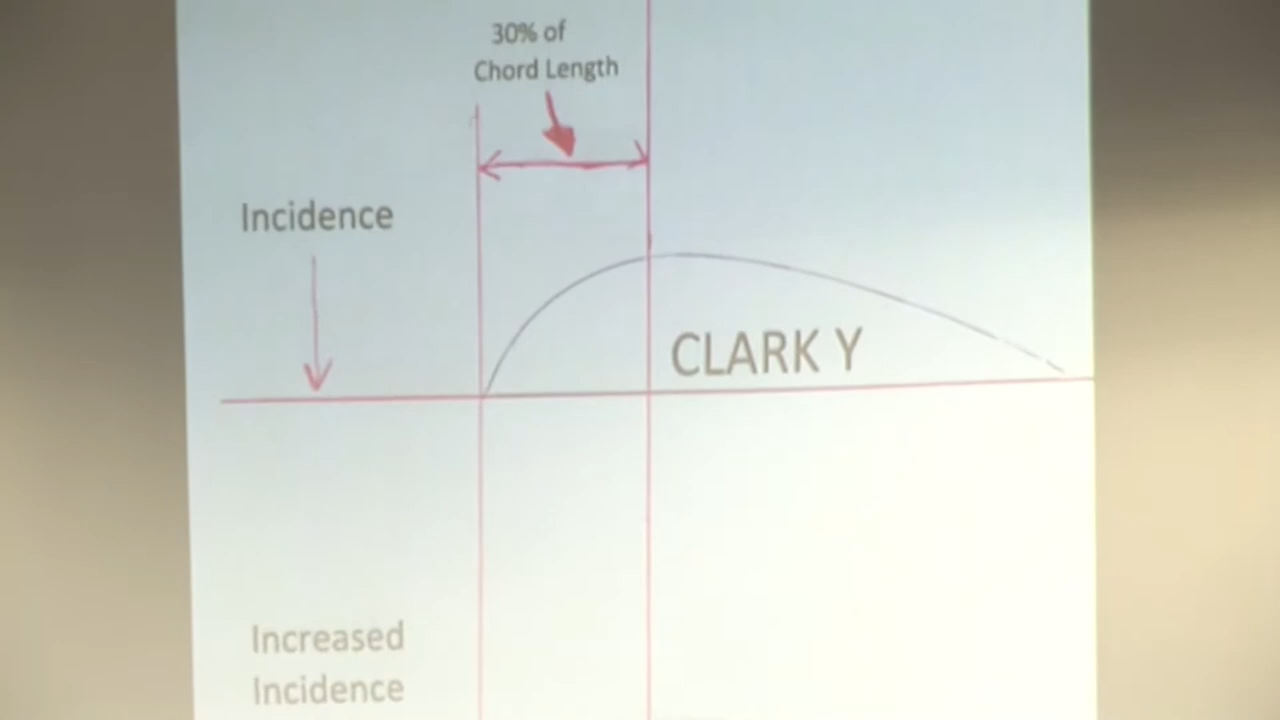 30% of
Chord Length
Incidence
CLARK Y
Increased
Incidence